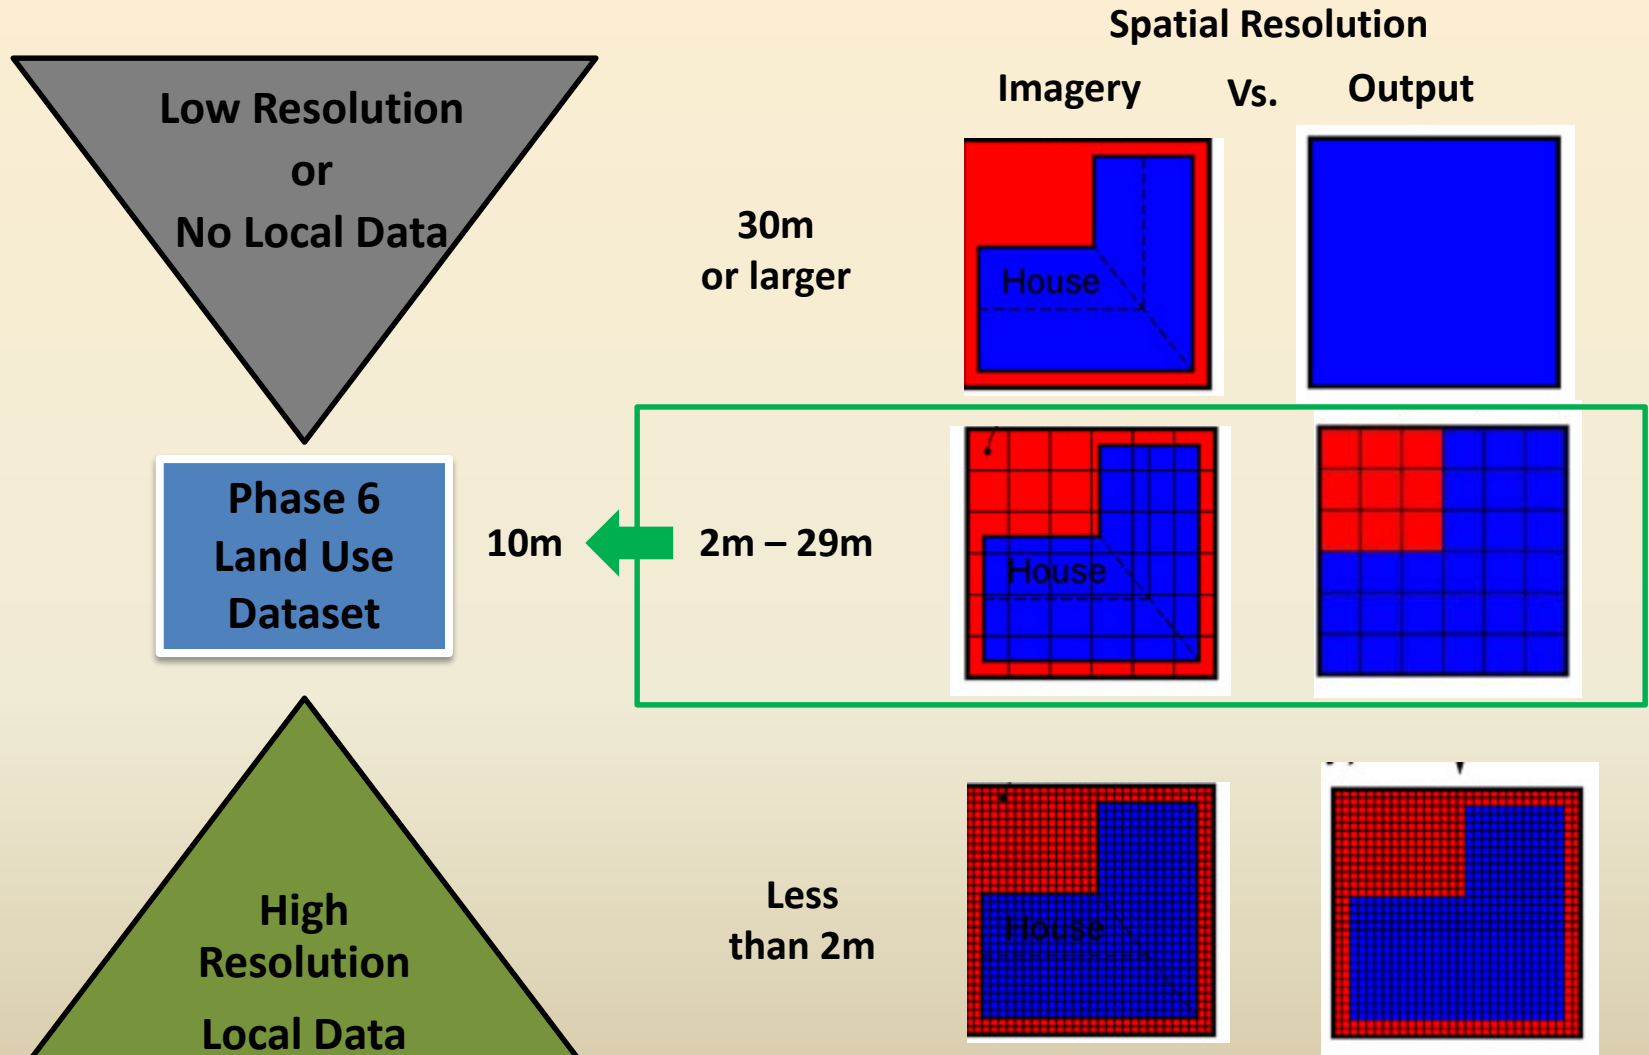 Spatial Resolution
Imagery Vs. Output
Low Resolution
or
No Local Data
30m
or larger
House
Phase 6
Land Use
Dataset
10m
2m – 29m
House
High
Resolution
Local Data
Less
than 2m
House